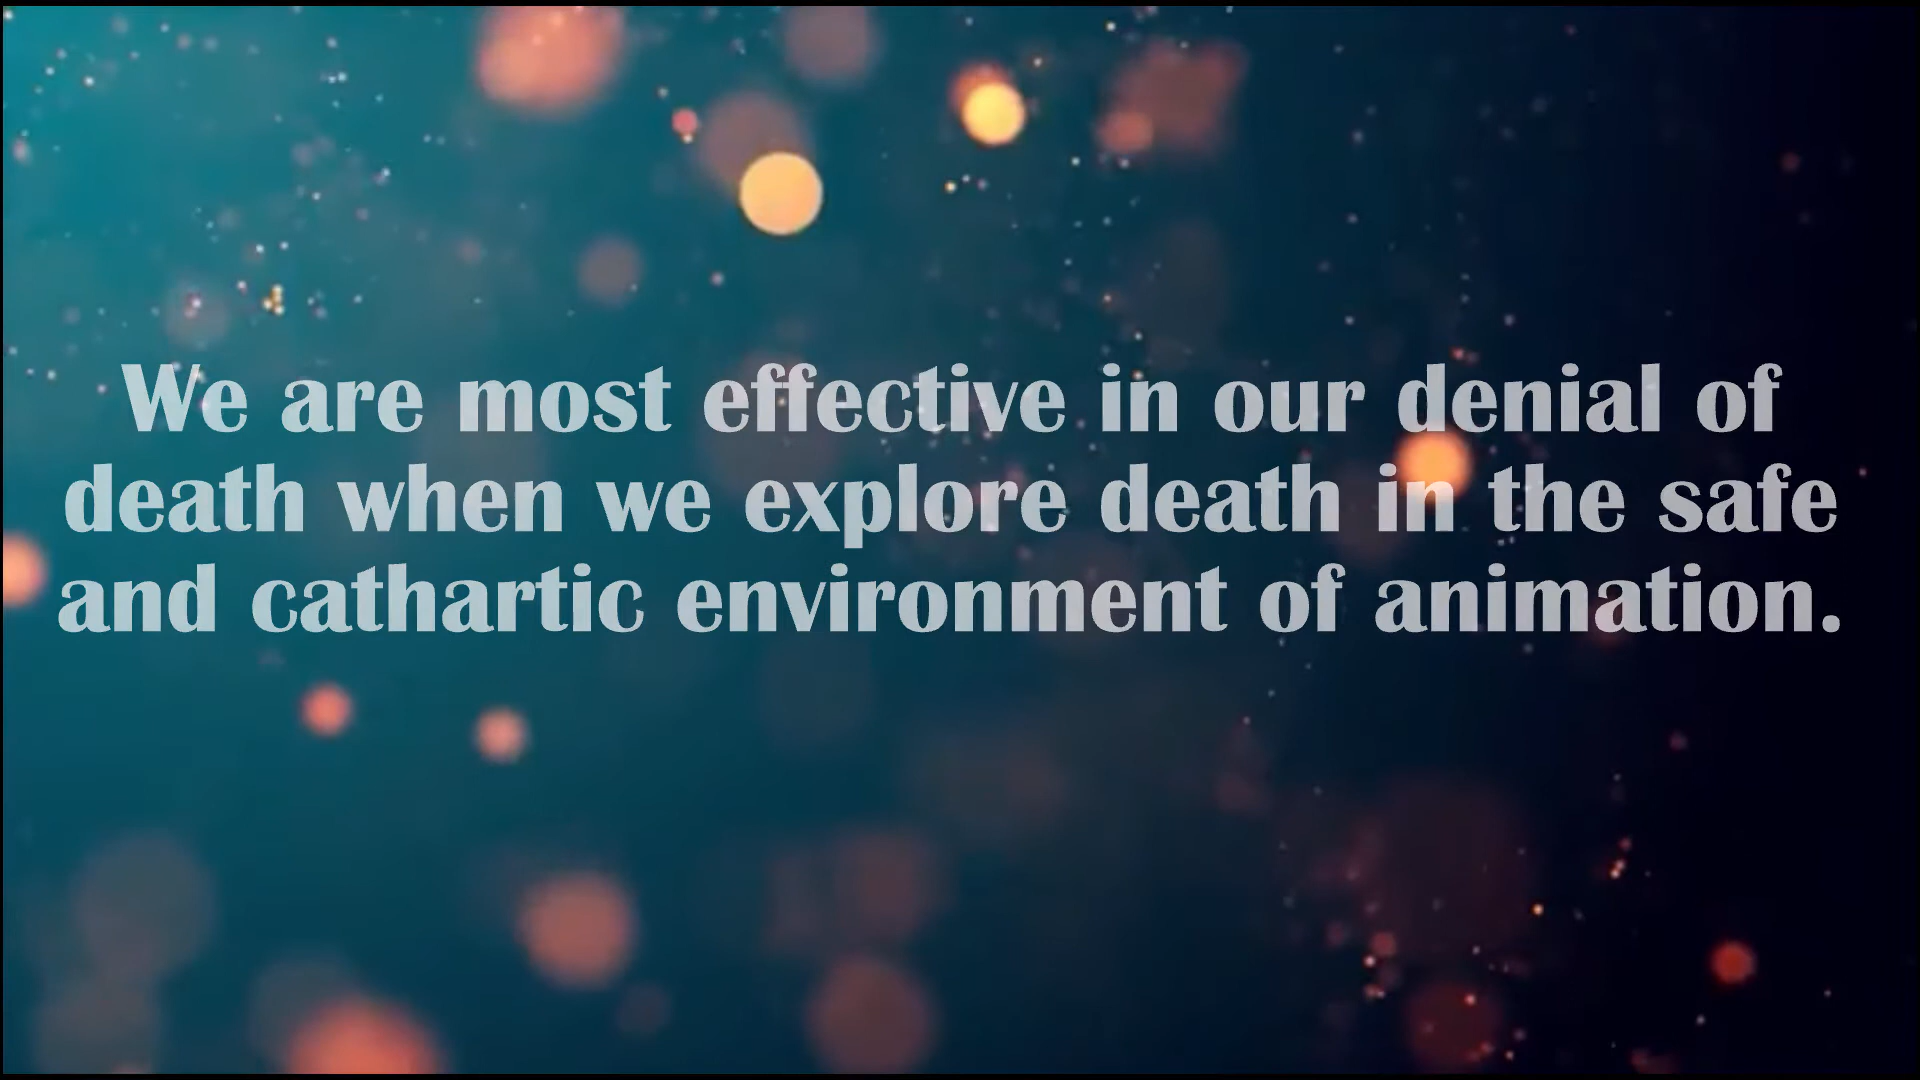 We are most effective in our denial of
death when we explore death in the safe
and cathartic environment of animation.